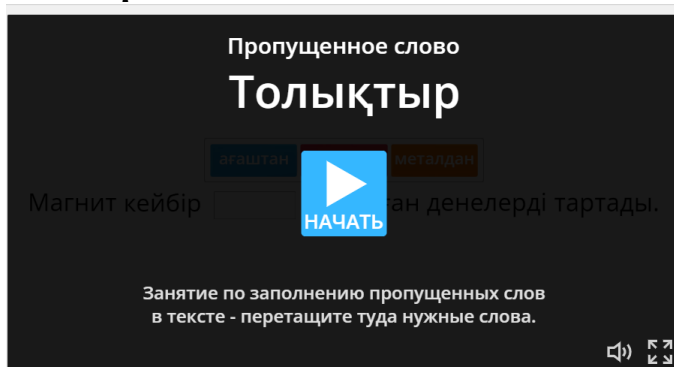 Пропущенное слово
Толықтыр
ағаштан металдан
Магнит кейбір ған денелерді тартады.
НАЧАТЬ
Занятие по заполнению пропущенных слов
в тексте - перетащите туда нужные слова.